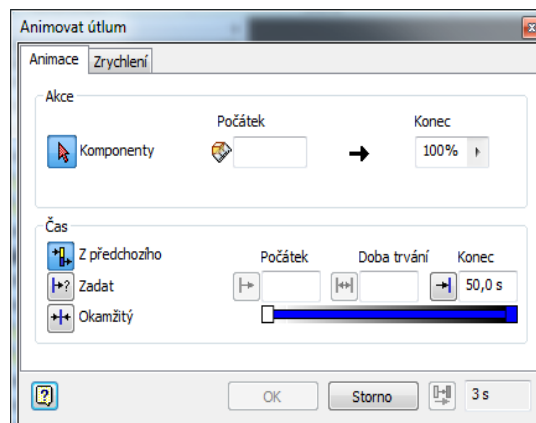 Animovat útlum
Animace Zrychlení
Akce
Počátek Konec
Komponenty 100%
Čas
Z předchozího Počátek Doba trvání Konec
Zadat 50,0 s
Okamžitý
OK Storno 3 s